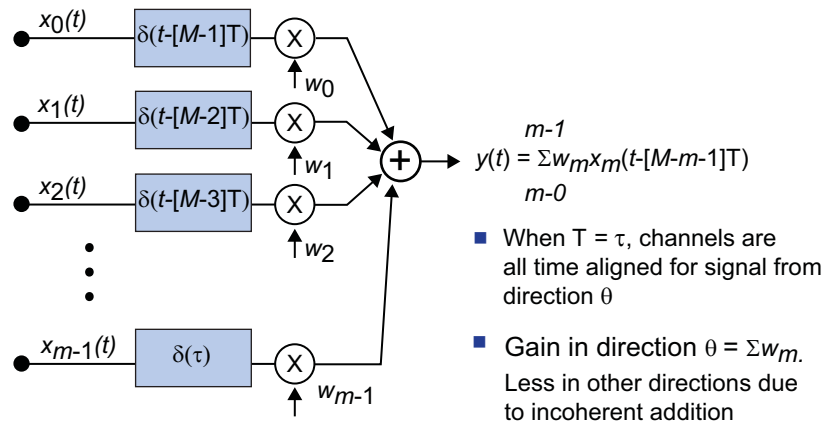 x0(t)
δ(t-[M-1]T)
X
w0
x1(t)
δ(t-[M-2]T)
X
w1
x2(t)
δ(t-[M-3]T)
X
w2
xm-1(t)
δ(τ)
X
wm-1
+
m-1
y(t) = Σwmxm(t-[M-m-1]T)
m-0
When T = τ, channels are
all time aligned for signal from
direction θ
Gain in direction θ = Σwm.
Less in other directions due
to incoherent addition